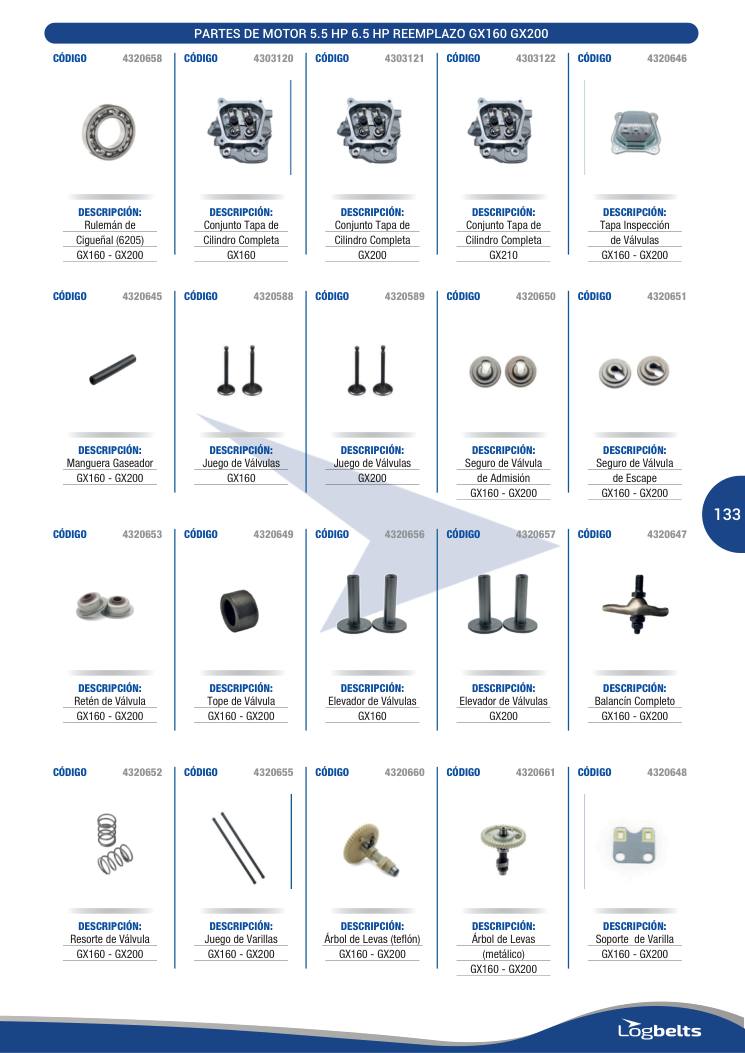 PARTES DE MOTOR 5.5 HP 6.5 HP REEMPLAZO GX160 GX200
CÓDIGO 4320658
DESCRIPCIÓN:
Rulemán de
Cigueñal (6205)
GX160 - GX200
CÓDIGO 4303120
DESCRIPCIÓN:
Conjunto Tapa de
Cilindro Completa
GX160
CÓDIGO 4303121
DESCRIPCIÓN:
Conjunto Tapa de
Cilindro Completa
GX200
CÓDIGO 4303122
DESCRIPCIÓN:
Conjunto Tapa de
Cilindro Completa
GX210
CÓDIGO 4320646
DESCRIPCIÓN:
Tapa Inspección
de Válvulas
GX160 - GX200
CÓDIGO 4320645
DESCRIPCIÓN:
Manguera Gaseador
GX160 - GX200
CÓDIGO 4320588
DESCRIPCIÓN:
Juego de Válvulas
GX160
CÓDIGO 4320589
DESCRIPCIÓN:
Juego de Válvulas
GX200
CÓDIGO 4320650
DESCRIPCIÓN:
Seguro de Válvula
de Admisión
GX160 - GX200
CÓDIGO 4320651
DESCRIPCIÓN:
Seguro de Válvula
de Escape
GX160 - GX200
133
CÓDIGO 4320653
DESCRIPCIÓN:
Retén de Válvula
GX160 - GX200
CÓDIGO 4320649
DESCRIPCIÓN:
Tope de Válvula
GX160 - GX200
CÓDIGO 4320656
DESCRIPCIÓN:
Elevador de Válvulas
GX160
CÓDIGO 4320657
DESCRIPCIÓN:
Elevador de Válvulas
GX200
CÓDIGO 4320647
DESCRIPCIÓN:
Balancín Completo
GX160 - GX200
CÓDIGO 4320652
DESCRIPCIÓN:
Resorte de Válvula
GX160 - GX200
CÓDIGO 4320655
DESCRIPCIÓN:
Juego de Varillas
GX160 - GX200
CÓDIGO 4320660
DESCRIPCIÓN:
Árbol de Levas (teflón)
GX160 - GX200
CÓDIGO 4320661
DESCRIPCIÓN:
Árbol de Levas
(metálico)
GX160 - GX200
CÓDIGO 4320648
DESCRIPCIÓN:
Soporte de Varilla
GX160 - GX200
Logbelts